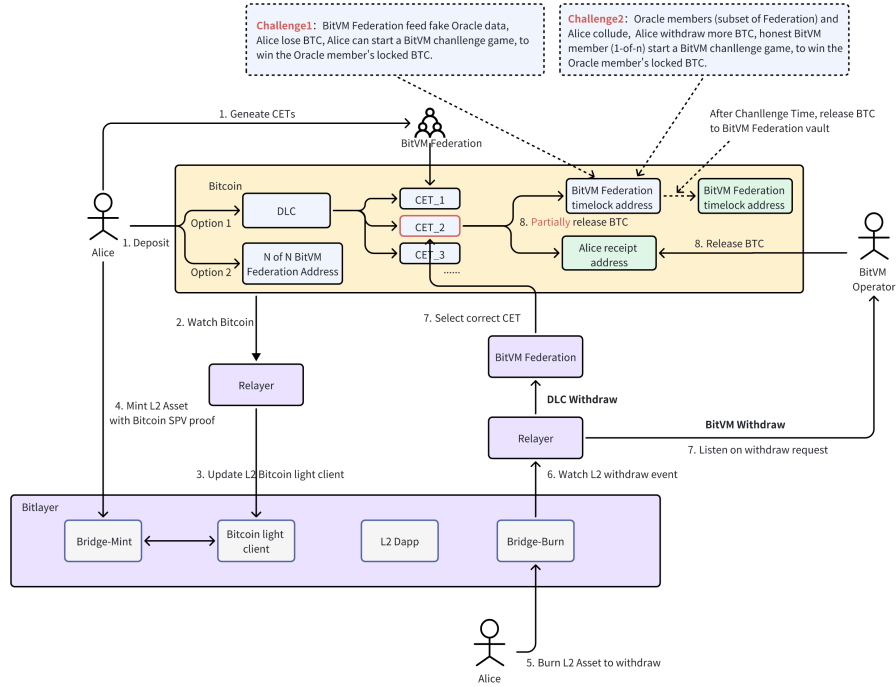 Challenge1： BitVM Federation feed fake Oracle data,
Alice lose BTC, Alice can start a BitVM chanllenge game, to
win the Oracle member's locked BTC.
Challenge2： Oracle members (subset of Federation) and
Alice collude, Alice withdraw more BTC, honest BitVM
member (1-of-n) start a BitVM chanllenge game, to win the
Oracle member's locked BTC.
1. Geneate CETs
BitVM Federation
After Chanllenge Time, release BTC
to BitVM Federation vault
Bitcoin
Alice
1. Deposit
Option 1
DLC
Option 2
N of N BitVM
Federation Address
CET_1
CET_2
CET_3
......
BitVM Federation
timelock address
BitVM Federation
timelock address
8. Partially release BTC
Alice receipt
address
8. Release BTC
BitVM
Operator
2. Watch Bitcoin
7. Select correct CET
Relayer
BitVM Federation
DLC Withdraw
4. Mint L2 Asset
with Bitcoin SPV proof
Relayer
BitVM Withdraw
7. Listen on withdraw request
3. Update L2 Bitcoin light client
6. Watch L2 withdraw event
Bitlayer
Bridge-Mint
Bitcoin light
client
L2 Dapp
Bridge-Burn
5. Burn L2 Asset to withdraw
Alice